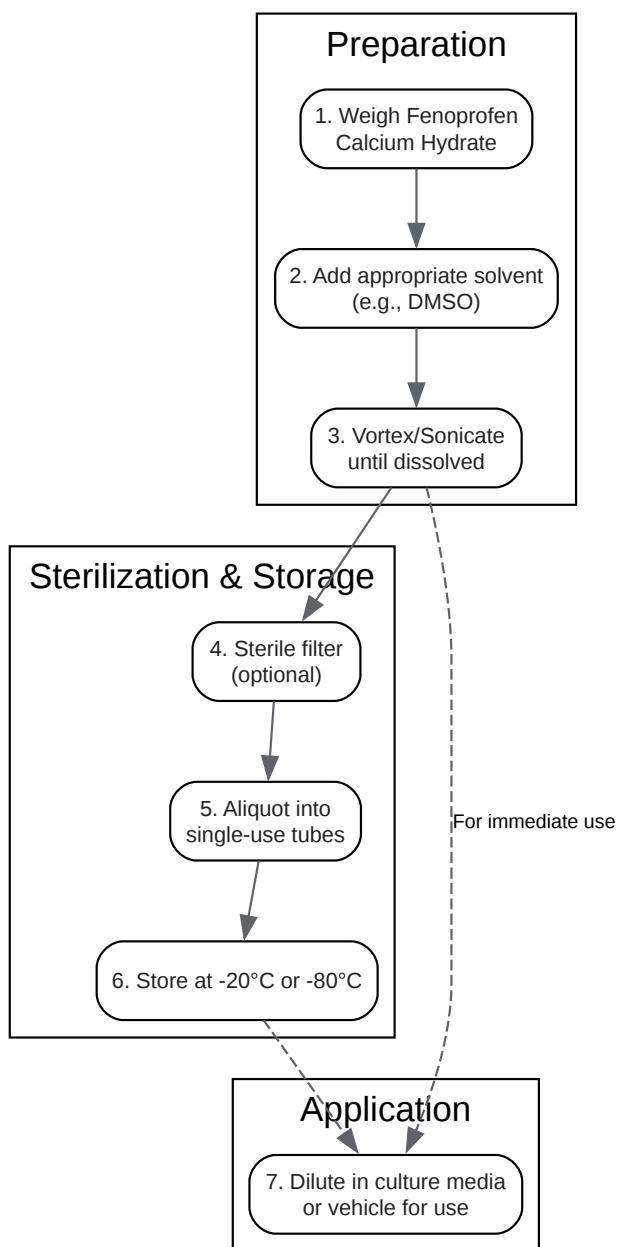 Preparation
1. Weigh Fenoprofen
Calcium Hydrate
2. Add appropriate solvent
(e.g., DMSO)
3. Vortex/Sonicate
until dissolved
Sterilization & Storage
4. Sterile filter
(optional)
5. Aliquot into
single-use tubes
For immediate use
6. Store at -20°C or -80°C
Application
7. Dilute in culture media
or vehicle for use